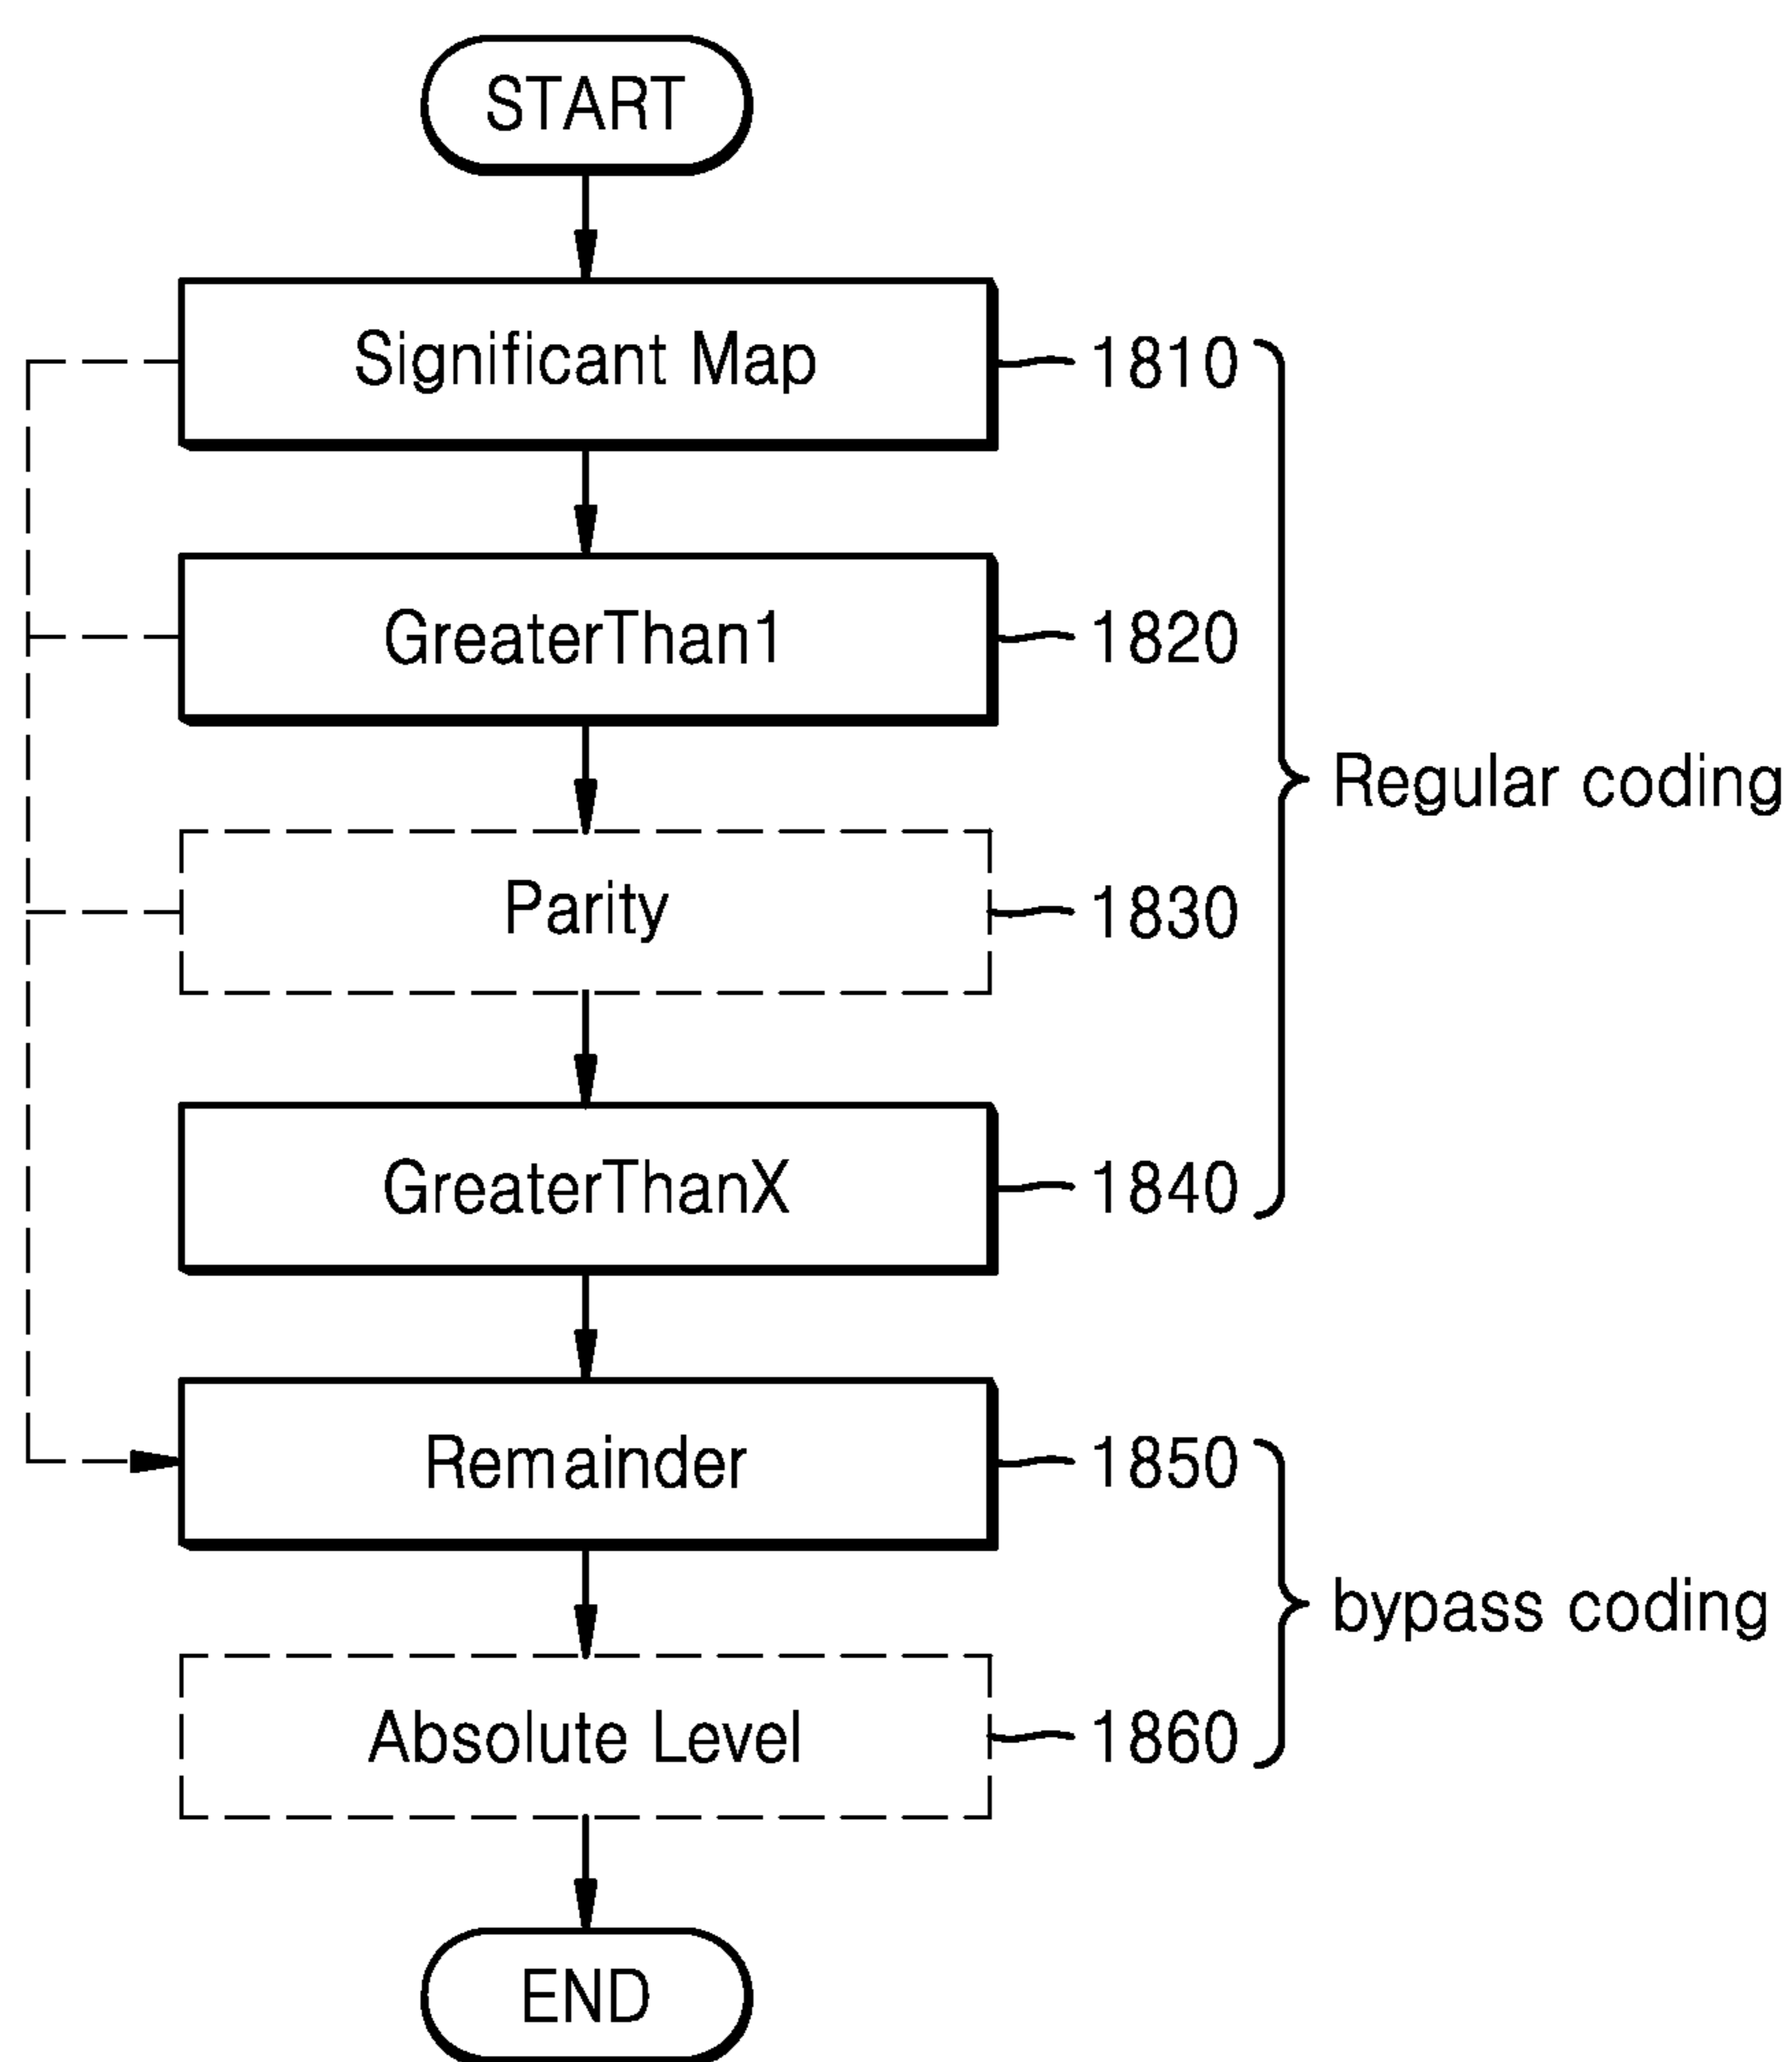 START
Significant Map
1810
GreaterThan1
1820
Regular coding
Parity
1830
GreaterThanX
1840
Remainder
1850
bypass coding
Absolute Level
1860
END